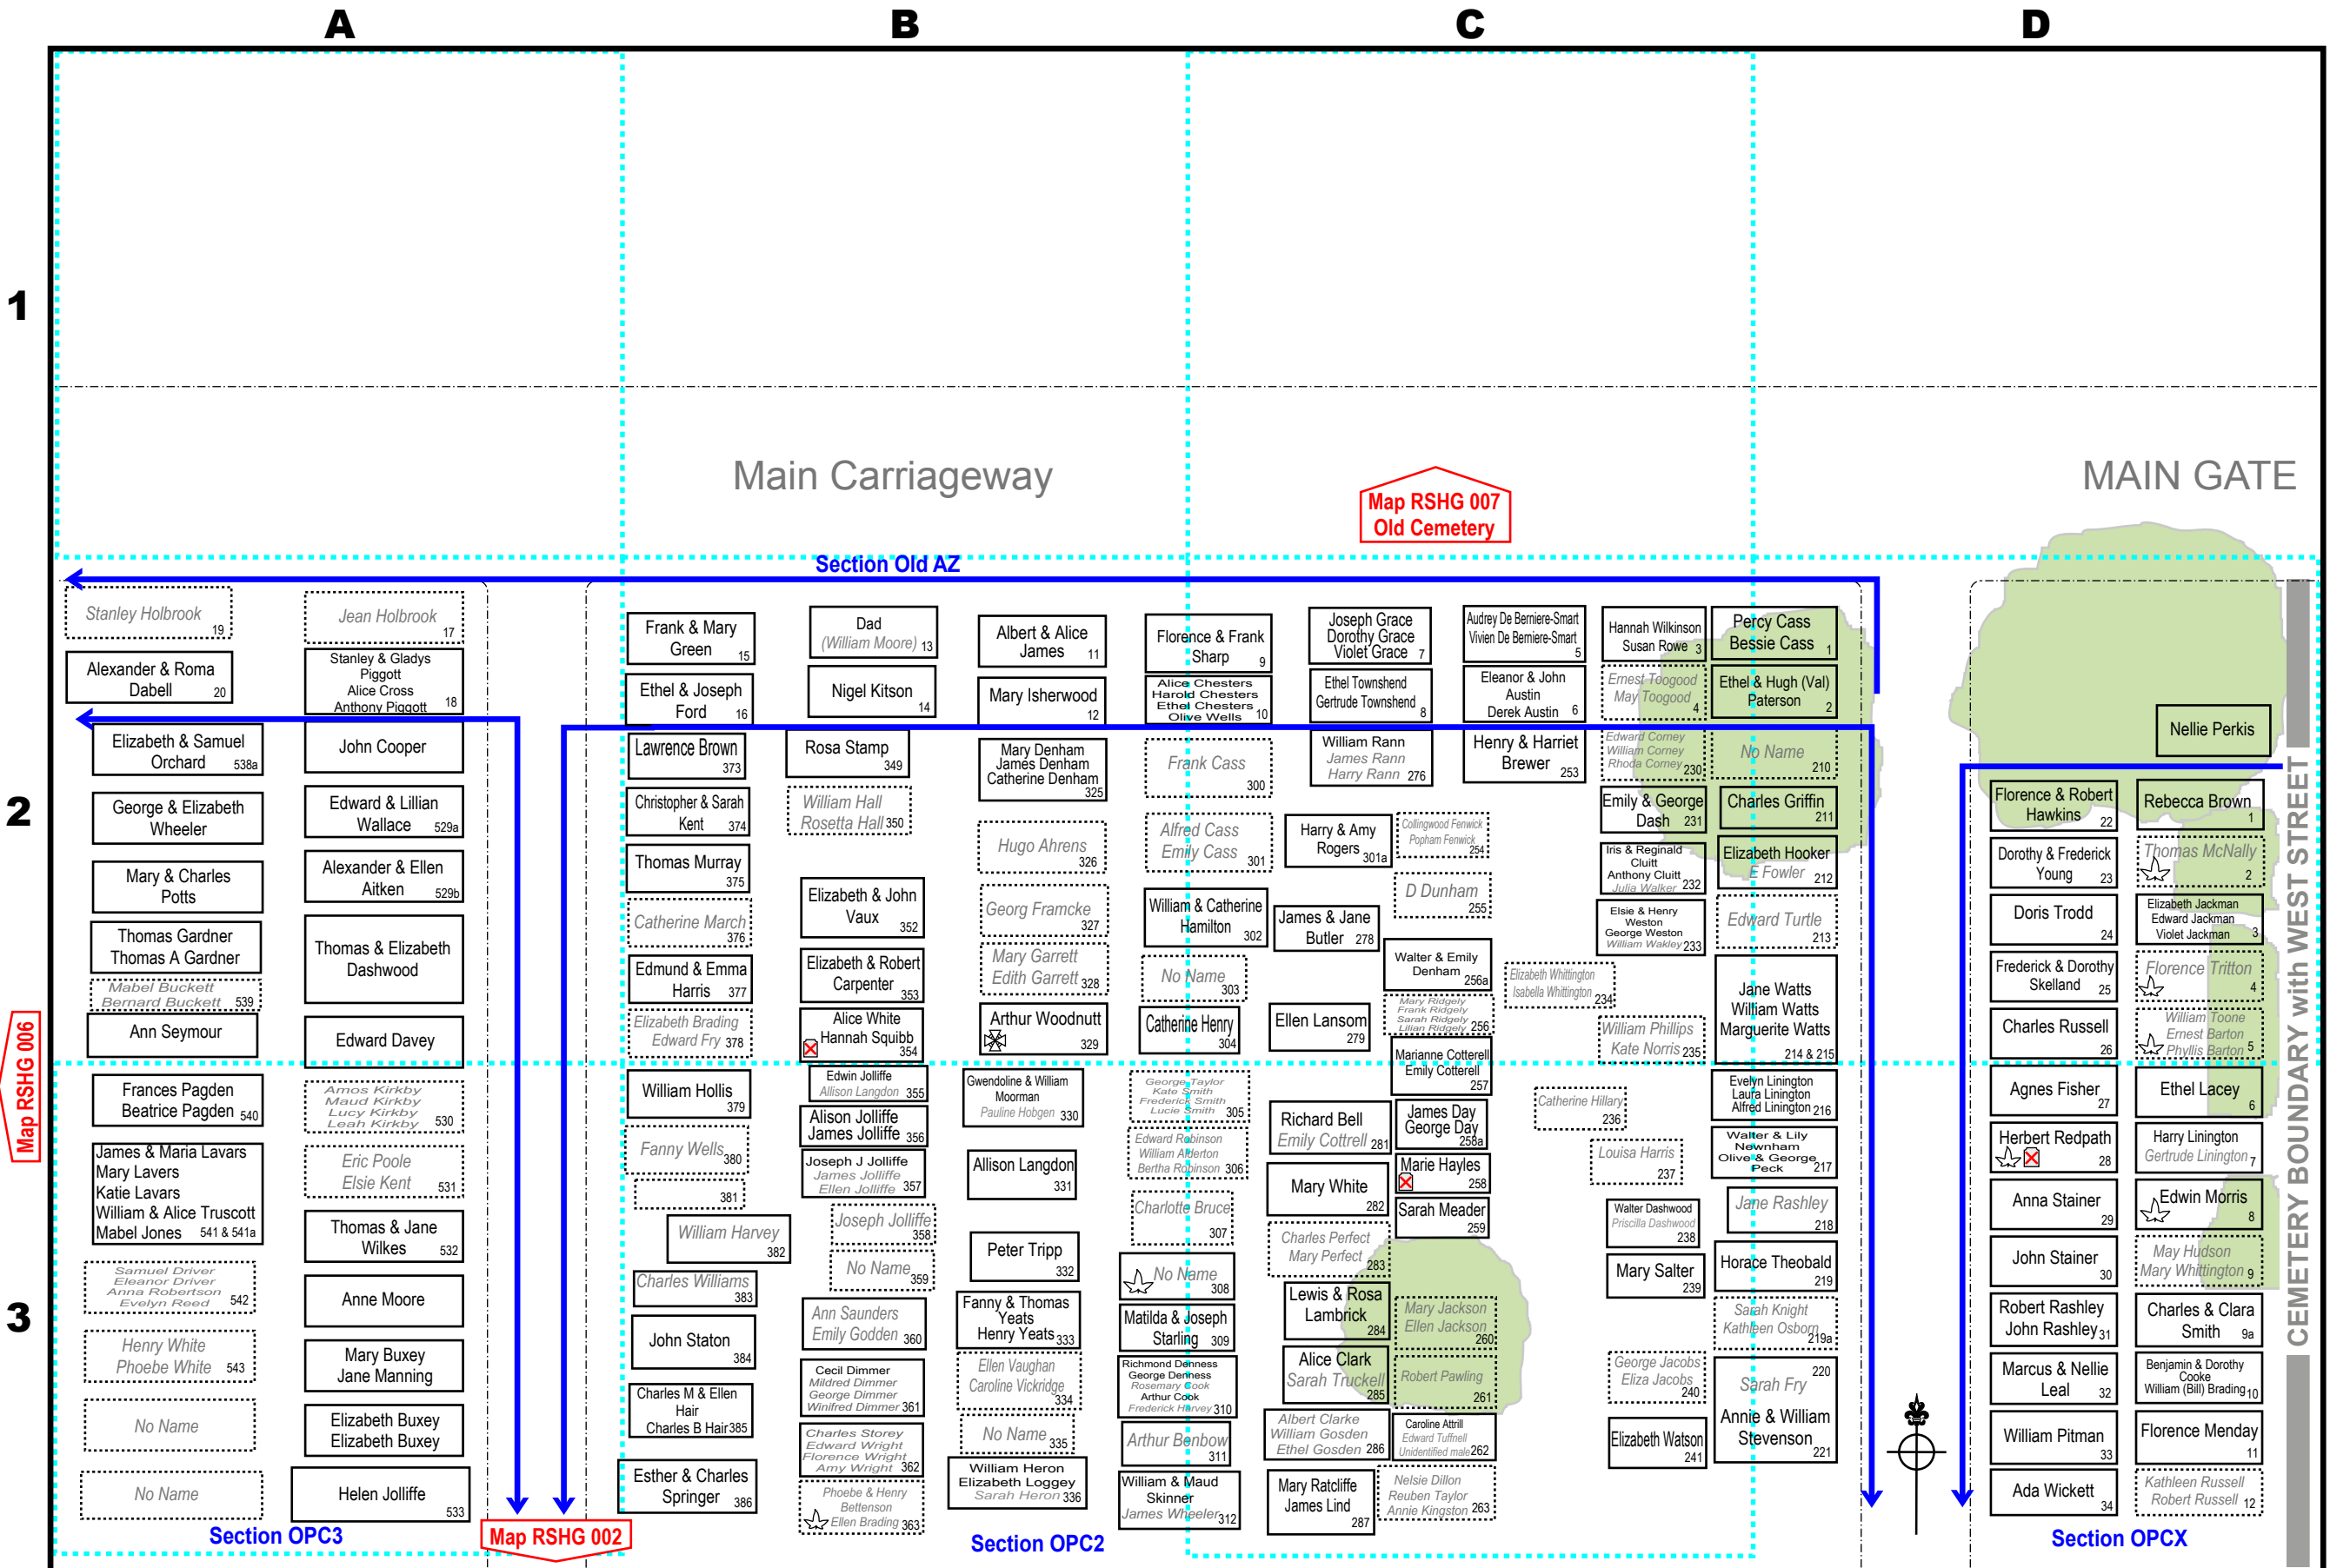 A
B
C
D
1
Main Carriageway
MAIN GATE
Map RSHG 007
Old Cemetery
Section Old AZ
Stanley Holbrook
19
Jean Holbrook
17
Frank & Mary
Green
15
Dad
(William Moore) 13
Albert & Alice
James
11
Florence & Frank
Sharp
9
Joseph Grace
Dorothy Grace
Violet Grace 7
Audrey De Berniere-Smart
Vivien De Berniere-Smart
5
Hannah Wilkinson
Susan Rowe 3
Percy Cass
Bessie Cass 1
Alexander & Roma
Dabell 20
Stanley & Gladys
Piggott
Alice Cross
Anthony Piggott 18
Ethel & Joseph
Ford 16
Nigel Kitson
14
Mary Isherwood
12
Alice Chesters
Harold Chesters
Ethel Chesters
Olive Wells 10
Ethel Townshend
Gertrude Townshend 8
Eleanor & John
Austin
Derek Austin 6
Ernest Toogood
May Toogood
4
Ethel & Hugh (Val)
Paterson
2
Nellie Perkis
2
Elizabeth & Samuel
Orchard 538a
George & Elizabeth
Wheeler
Mary & Charles
Potts
Thomas Gardner
Thomas A Gardner
Mabel Buckett
Bernard Buckett 539
Ann Seymour
John Cooper
Edward & Lillian
Wallace 529a
Alexander & Ellen
Aitken 529b
Thomas & Elizabeth
Dashwood
Edward Davey
Lawrence Brown
373
Christopher & Sarah
Kent 374
Thomas Murray
375
Catherine March
376
Edmund & Emma
Harris 377
Elizabeth Brading
Edward Fry 378
Rosa Stamp
349
William Hall
Rosetta Hall 350
Elizabeth & John
Vaux
352
Elizabeth & Robert
Carpenter 353
Alice White
Hannah Squibb
354
Mary Denham
James Denham
Catherine Denham
325
Hugo Ahrens
326
Georg Framcke
327
Mary Garrett
Edith Garrett 328
Arthur Woodnutt
329
Frank Cass
300
Alfred Cass
Emily Cass 301
William & Catherine
Hamilton
302
No Name
303
Catherine Henry
304
William Rann
James Rann
Harry Rann 276
Harry & Amy
Rogers 301a
James & Jane
Butler 278
Ellen Lansom
279
Henry & Harriet
Brewer 253
Collingwood Fenwick
Popham Fenwick
254
D Dunham
255
Walter & Emily
Denham 256a
Mary Ridgely
Frank Ridgely
Sarah Ridgely
Lilian Ridgely 256
Marianne Cotterell
Emily Cotterell
257
Elizabeth Whittington
Isabella Whittington 234
Edward Corney
William Corney
Rhoda Corney 230
Emily & George
Dash 231
Iris & Reginald
Cluitt
Anthony Cluitt
Julia Walker 232
Elsie & Henry
Weston
George Weston
William Wakley 233
William Phillips
Kate Norris 235
No Name
210
Charles Griffin
211
Elizabeth Hooker
E Fowler 212
Edward Turtle
213
Jane Watts
William Watts
Marguerite Watts
214 & 215
Florence & Robert
Hawkins
22
Dorothy & Frederick
Young 23
Doris Trodd
24
Frederick & Dorothy
Skelland
25
Charles Russell
26
Rebecca Brown
1
Thomas McNally
2
Elizabeth Jackman
Edward Jackman
Violet Jackman 3
Florence Tritton
4
William Toone
Ernest Barton
Phyllis Barton 5
CEMETERY BOUNDARY with WEST STREET
Map RSHG 006
3
Frances Pagden
Beatrice Pagden 540
James & Maria Lavars
Mary Lavers
Katie Lavars
William & Alice Truscott
Mabel Jones 541 & 541a
Samuel Driver
Eleanor Driver
Anna Robertson
Evelyn Reed 542
Henry White
Phoebe White 543
No Name
No Name
Amos Kirkby
Maud Kirkby
Lucy Kirkby
Leah Kirkby 530
Eric Poole
Elsie Kent 531
Thomas & Jane
Wilkes 532
Anne Moore
Mary Buxey
Jane Manning
Elizabeth Buxey
Elizabeth Buxey
Helen Jolliffe
533
William Hollis
379
Fanny Wells
380
381
William Harvey
382
Charles Williams
383
John Staton
384
Charles M & Ellen
Hair
Charles B Hair 385
Esther & Charles
Springer
386
Edwin Jolliffe
Allison Langdon 355
Alison Jolliffe
James Jolliffe 356
Joseph J Jolliffe
James Jolliffe
Ellen Jolliffe 357
Joseph Jolliffe
358
No Name
359
Ann Saunders
Emily Godden 360
Cecil Dimmer
Mildred Dimmer
George Dimmer
Winifred Dimmer 361
Charles Storey
Edward Wright
Florence Wright
Amy Wright 362
Phoebe & Henry
Bettenson
Ellen Brading 363
Gwendoline & William
Moorman
Pauline Hobgen 330
Allison Langdon
331
Peter Tripp
332
Fanny & Thomas
Yeats
Henry Yeats 333
Ellen Vaughan
Caroline Vickridge
334
No Name
335
William Heron
Elizabeth Loggey
Sarah Heron 336
George Taylor
Kate Smith
Frederick Smith
Lucie Smith 305
Edward Robinson
William Alderton
Bertha Robinson 306
Charlotte Bruce
307
No Name
308
Matilda & Joseph
Starling 309
Richmond Denness
George Denness
Rosemary Cook
Arthur Cook
Frederick Harvey 310
Arthur Benbow
311
William & Maud
Skinner
James Wheeler 312
Richard Bell
Emily Cottrell 281
Mary White
282
Charles Perfect
Mary Perfect
283
Lewis & Rosa
Lambrick
284
Alice Clark
Sarah Truckell
285
Albert Clarke
William Gosden
Ethel Gosden 286
Mary Ratcliffe
James Lind
287
James Day
George Day
258a
Marie Hayles
258
Sarah Meader
259
Mary Jackson
Ellen Jackson
260
Robert Pawling
261
Caroline Attrill
Edward Tuffnell
Unidentified male 262
Nelsie Dillon
Reuben Taylor
Annie Kingston 263
Catherine Hillary
236
Louisa Harris
237
Walter Dashwood
Priscilla Dashwood
238
Mary Salter
239
George Jacobs
Eliza Jacobs
240
Elizabeth Watson
241
Evelyn Linington
Laura Linington
Alfred Linington 216
Walter & Lily
Newnham
Olive & George
Peck 217
Jane Rashley
218
Horace Theobald
219
Sarah Knight
Kathleen Osborn
219a
220
Sarah Fry
Annie & William
Stevenson
221
Agnes Fisher
27
Herbert Redpath
28
Anna Stainer
29
John Stainer
30
Robert Rashley
John Rashley 31
Marcus & Nellie
Leal 32
William Pitman
33
Ada Wickett
34
Ethel Lacey
6
Harry Linington
Gertrude Linington 7
Edwin Morris
8
May Hudson
Mary Whittington 9
Charles & Clara
Smith 9a
Benjamin & Dorothy
Cooke
William (Bill) Brading 10
Florence Menday
11
Kathleen Russell
Robert Russell 12
Section OPC3
Map RSHG 002
Section OPC2
Section OPCX